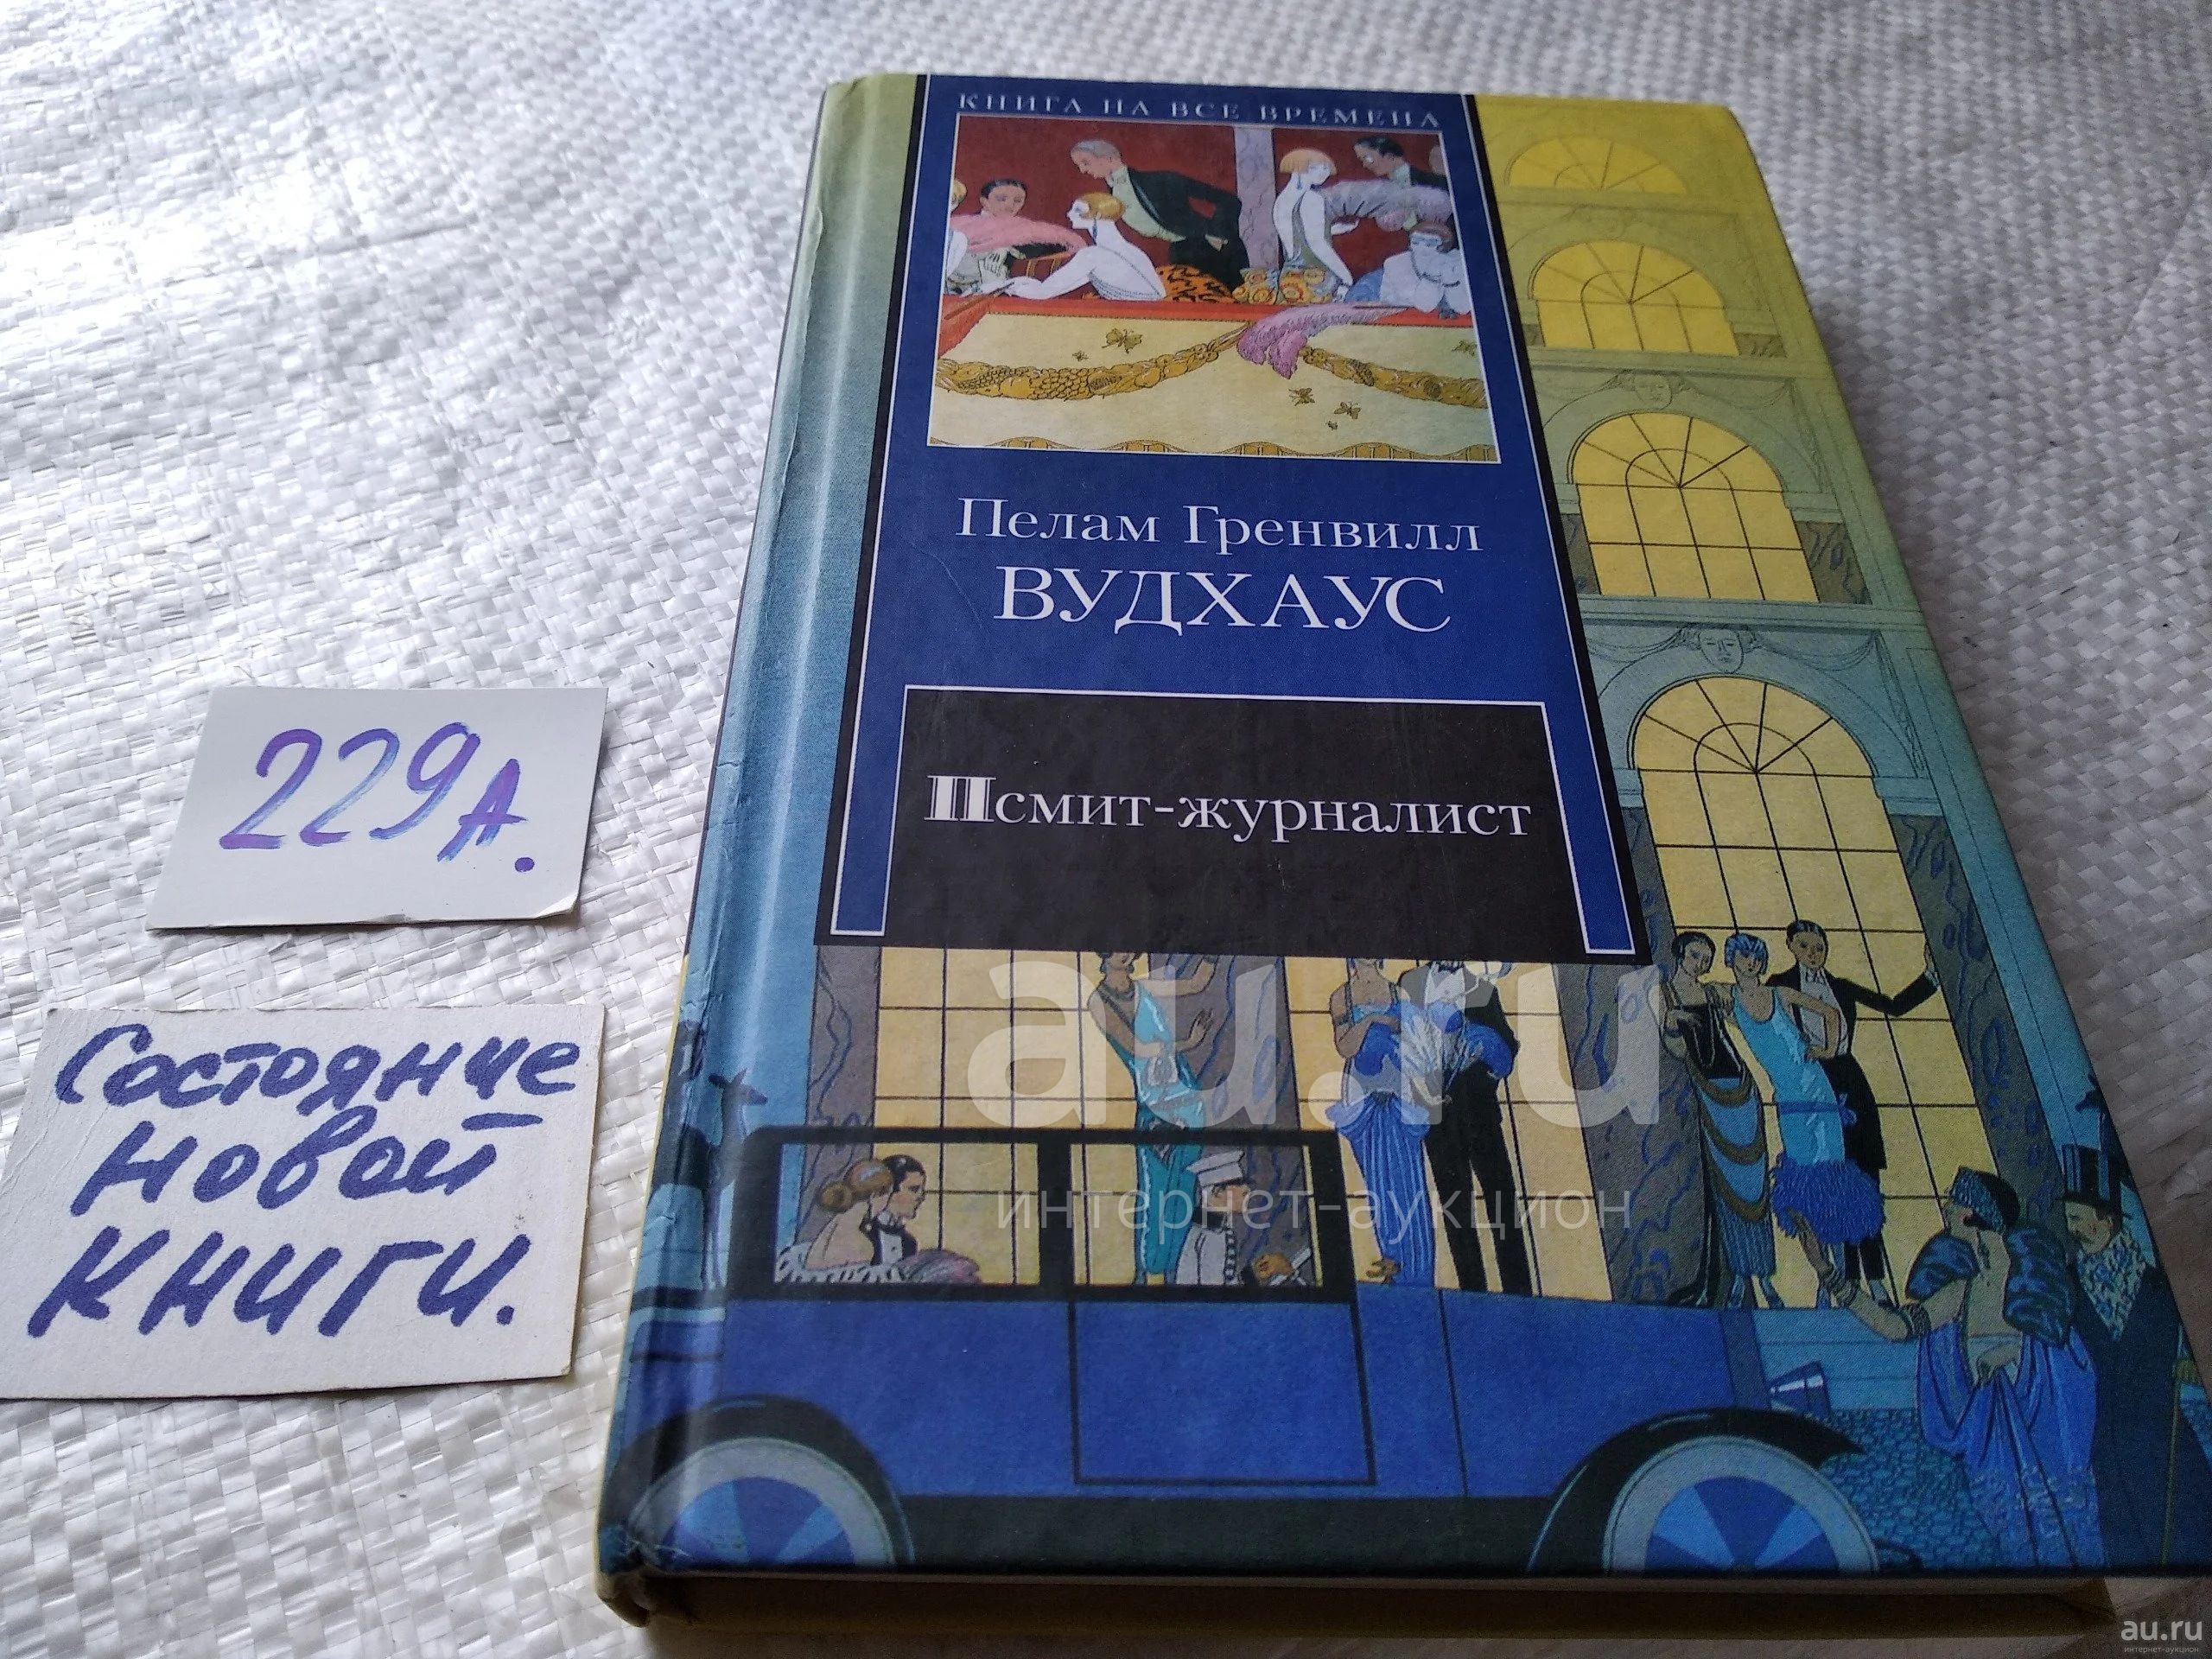 КНИГА НА ВСЕ ВРЕМЕНА
Пелам Гренвилл
ВУДХАУС
Псмит-журналист
229А.
Состояние
новой
книги.
au.ru
интернет-аукцион
au.ru
интернет-аукцион